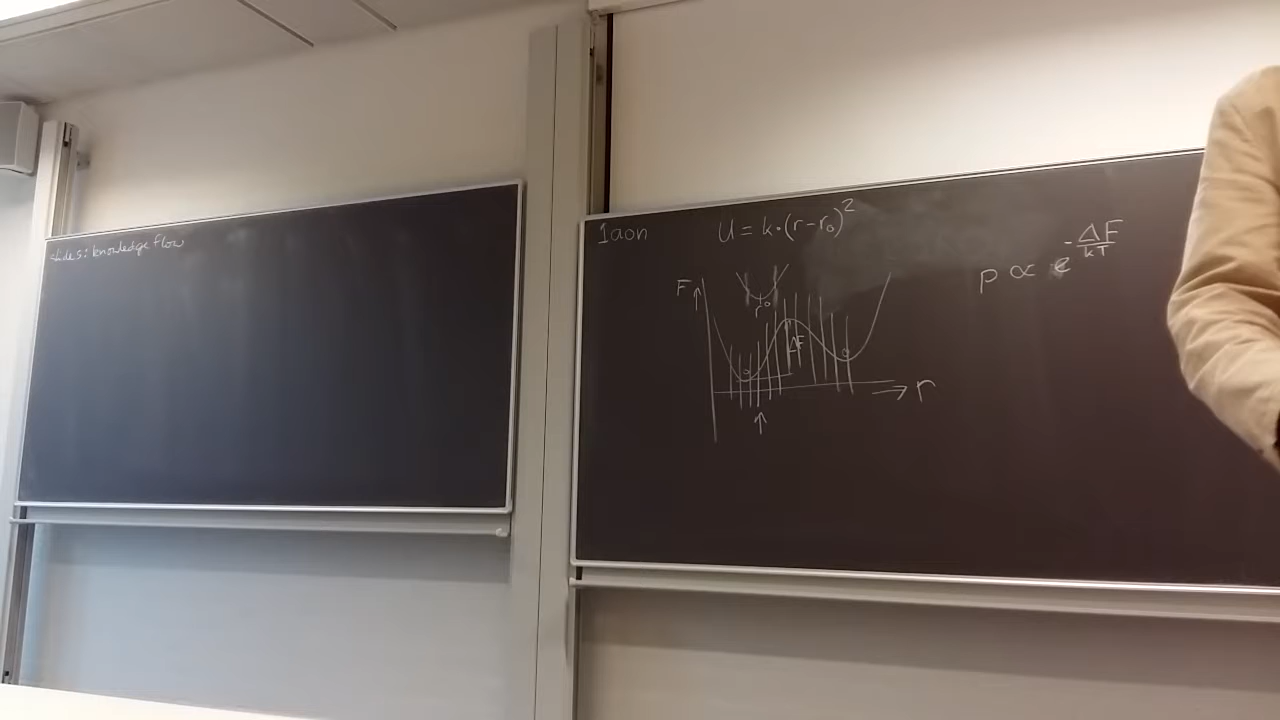 slides: knowledge flow
1aon
U = k·(r-r₀)²
p ∝ e^-ΔF/kT
F ↑
r₀
ΔF
→ r
↑